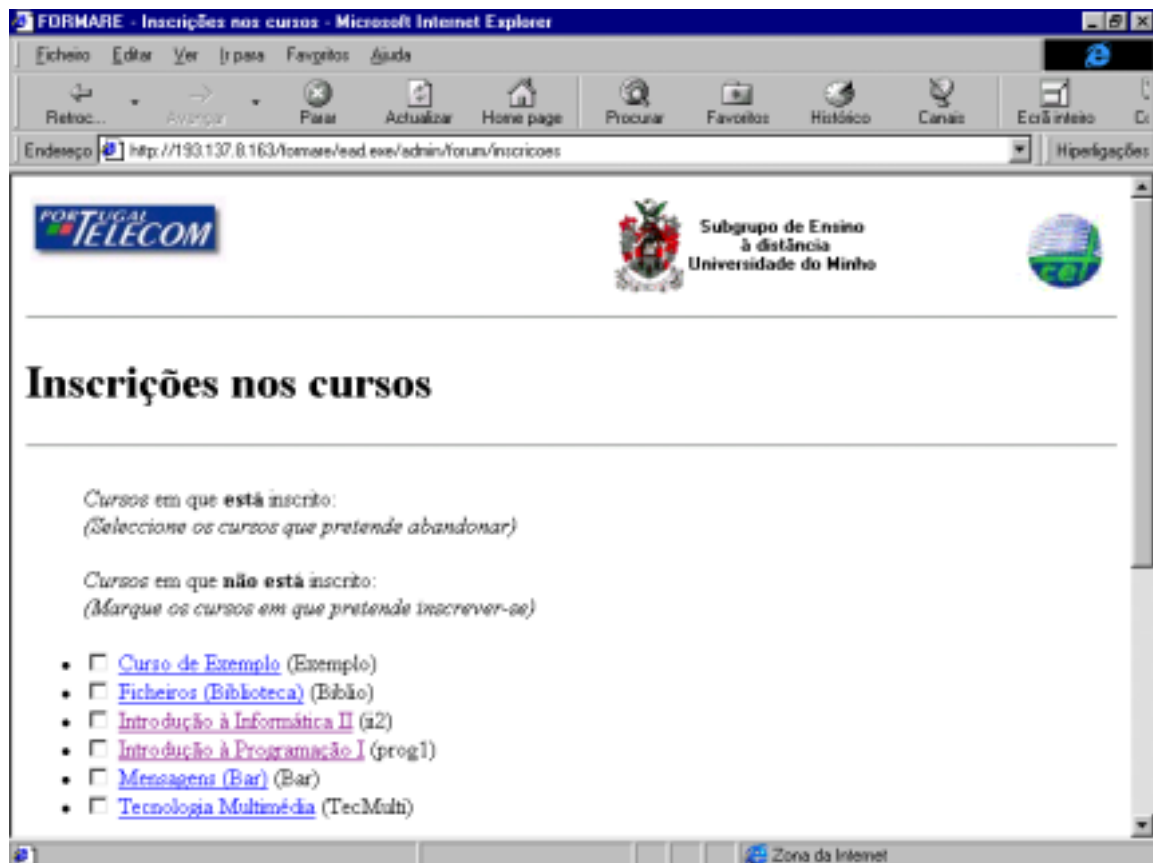 FORMARE - Inscrições nos cursos - Microsoft Internet Explorer
Ficheiro Editar Ver Ir para Favoritos Ajuda
Retroc... Avançar Parar Actualizar Home page Procurar Favoritos Histórico Canais Ecrã inteiro
Endereço http://193.137.8.163/formare/ead.exe/admin/forum/inscricoes Hiperligações
PORTUGAL
TELECOM
Subgrupo de Ensino
à distância
Universidade do Minho
cet
Inscrições nos cursos
Cursos em que está inscrito:
(Seleccione os cursos que pretende abandonar)
Cursos em que não está inscrito:
(Marque os cursos em que pretende inscrever-se)
Curso de Exemplo (Exemplo)
Ficheiros (Biblioteca) (Biblio)
Introdução à Informática II (ii2)
Introdução à Programação I (prog1)
Mensagens (Bar) (Bar)
Tecnologia Multimédia (TecMulti)
Zona da Internet